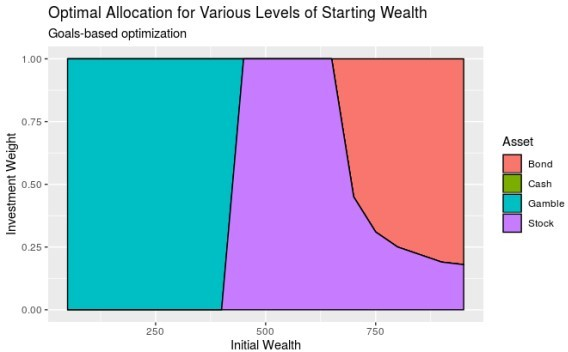 Optimal Allocation for Various Levels of Starting Wealth
Goals-based optimization
1.00
0.75
0.50
0.25
0.00
Investment Weight
250
500
750
Initial Wealth
Asset
Bond
Cash
Gamble
Stock